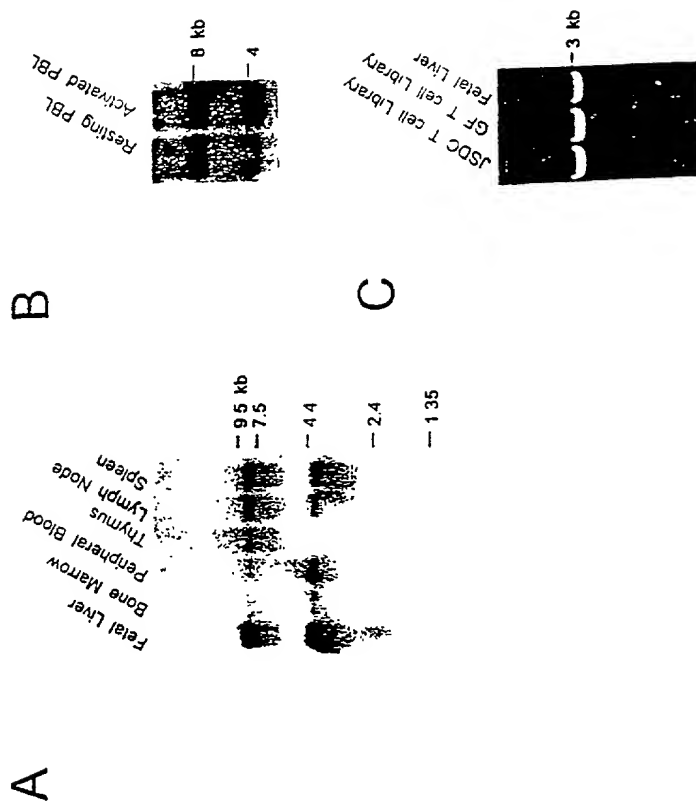 A
Fetal Liver
Bone Marrow
Peripheral Blood
Thymus
Lymph Node
Spleen
9 5 kb
7.5
4 4
2.4
1 35
B
Resting PBL
Activated PBL
8 kb
4
C
JSDC T cell Library
GF T cell Library
Fetal Liver
3 kb